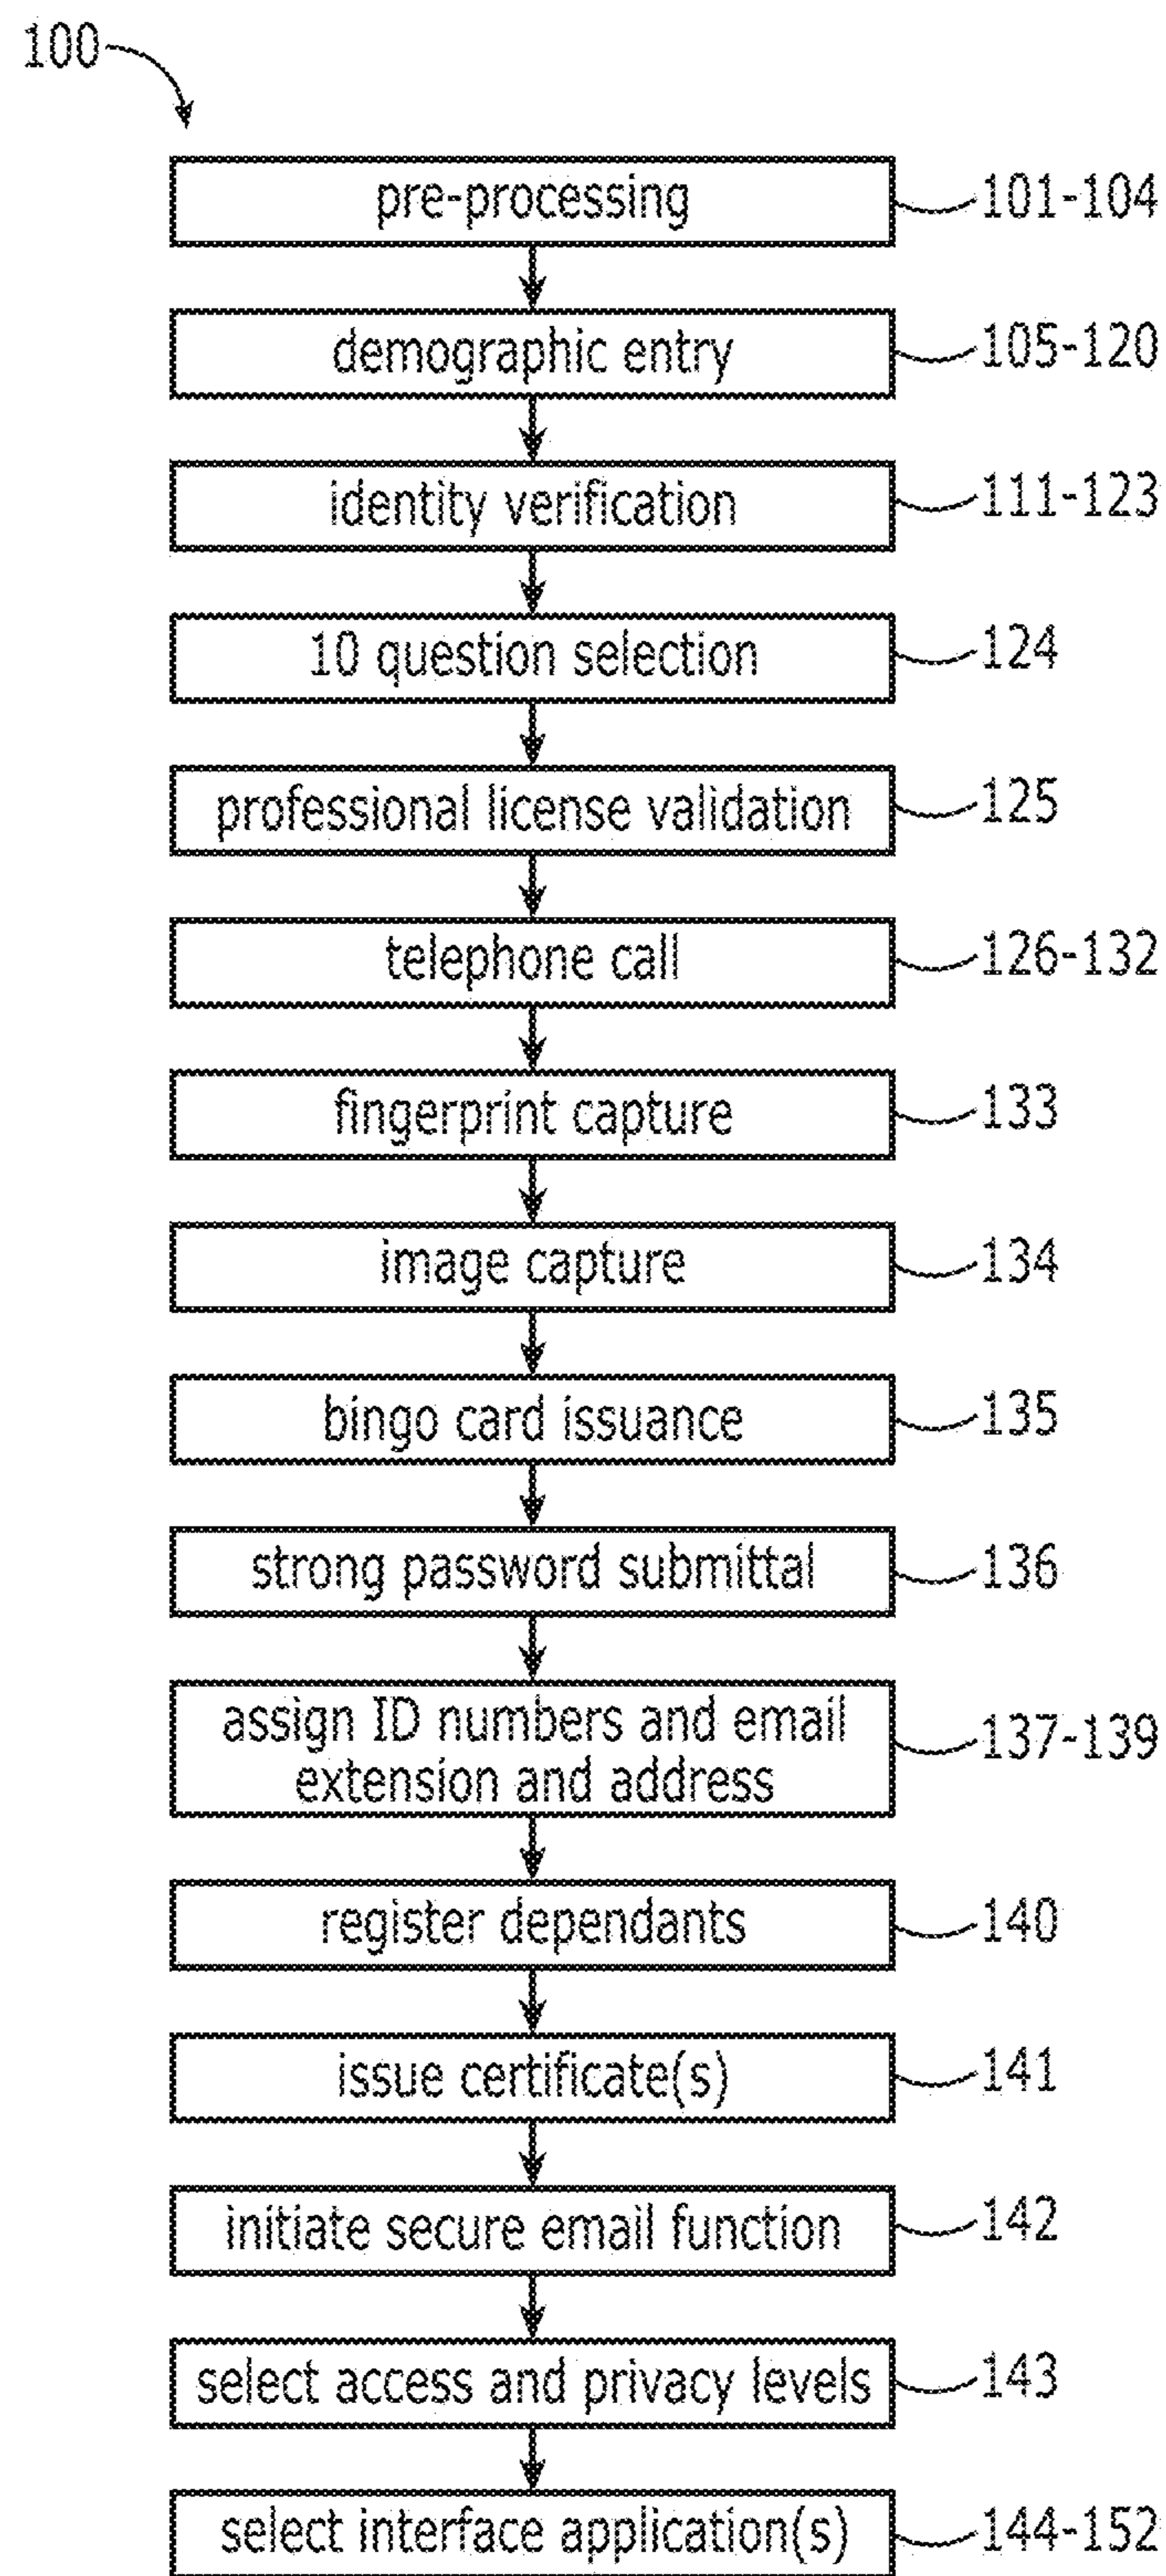 100
pre-processing 101-104
demographic entry 105-120
identity verification 111-123
10 question selection 124
professional license validation 125
telephone call 126-132
fingerprint capture 133
image capture 134
bingo card issuance 135
strong password submittal 136
assign ID numbers and email
extension and address 137-139
register dependants 140
issue certificate(s) 141
initiate secure email function 142
select access and privacy levels 143
select interface application(s) 144-152